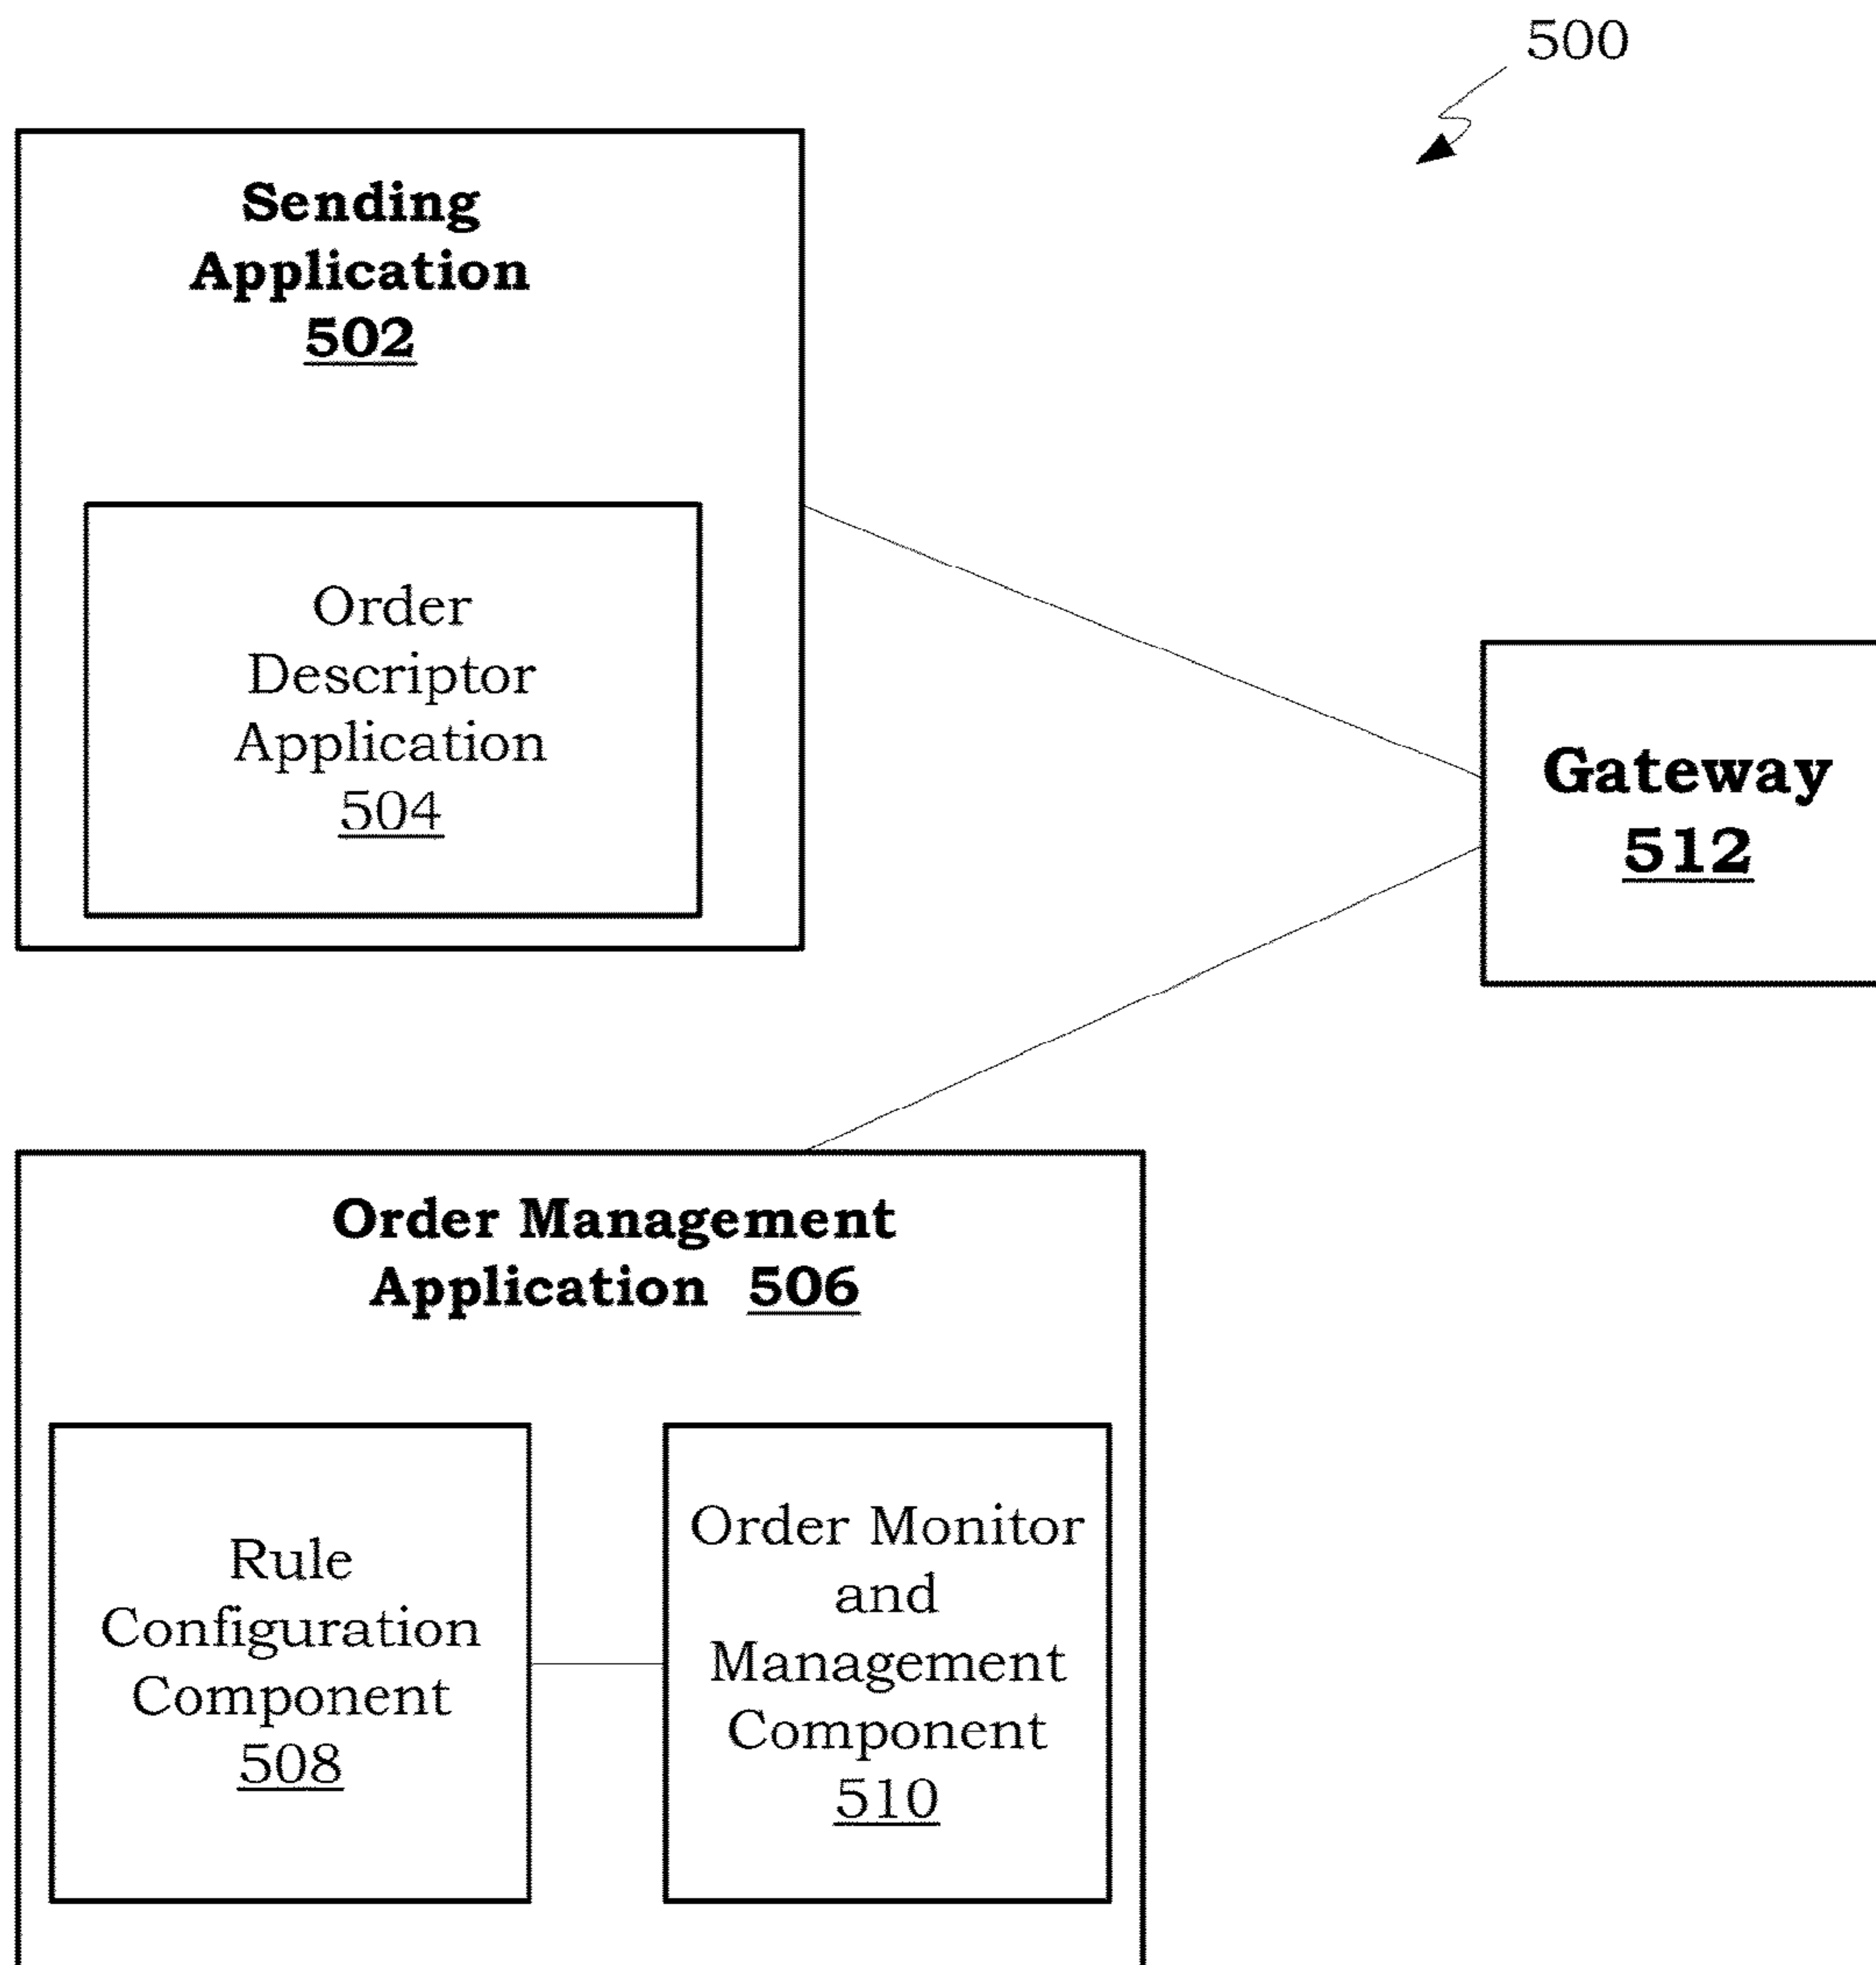 500
Sending
Application
502
Order
Descriptor
Application
504
Gateway
512
Order Management
Application 506
Rule
Configuration
Component
508
Order Monitor
and
Management
Component
510